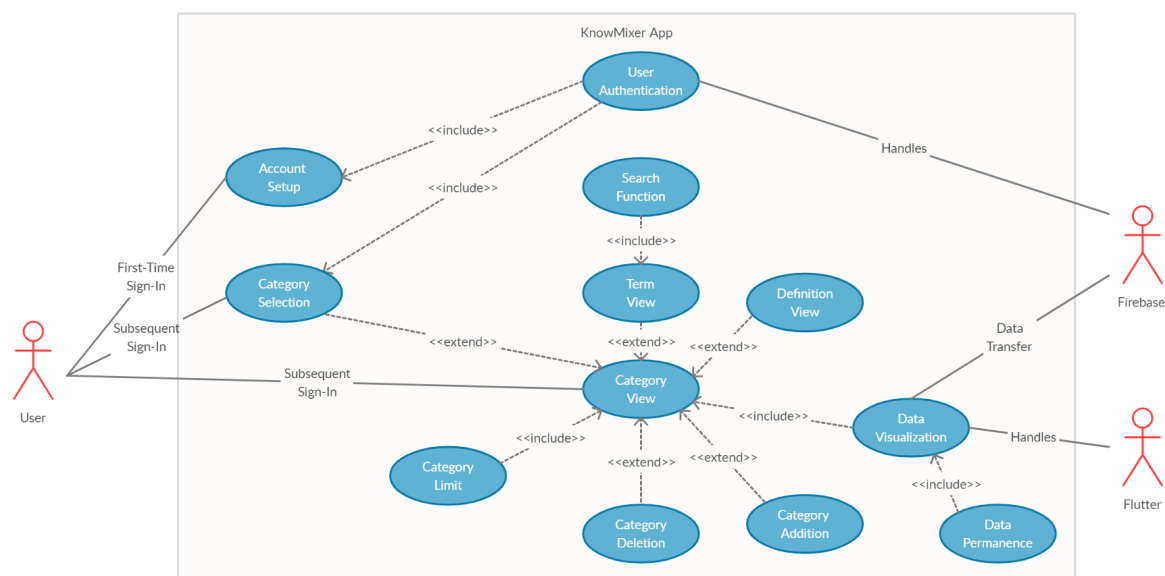 KnowMixer App
User
Authentication
<<include>>
Handles
Account
Setup
<<include>>
Search
Function
<<include>>
First-Time
Sign-In
Category
Selection
Term
View
Definition
View
Firebase
Subsequent
Sign-In
<<extend>>
<<extend>>
<<extend>>
Data
Transfer
User
Subsequent
Sign-In
Category
View
<<include>>
Data
Visualization
Handles
<<include>>
<<extend>>
<<extend>>
Category
Limit
<<include>>
Flutter
Category
Deletion
Category
Addition
Data
Permanence